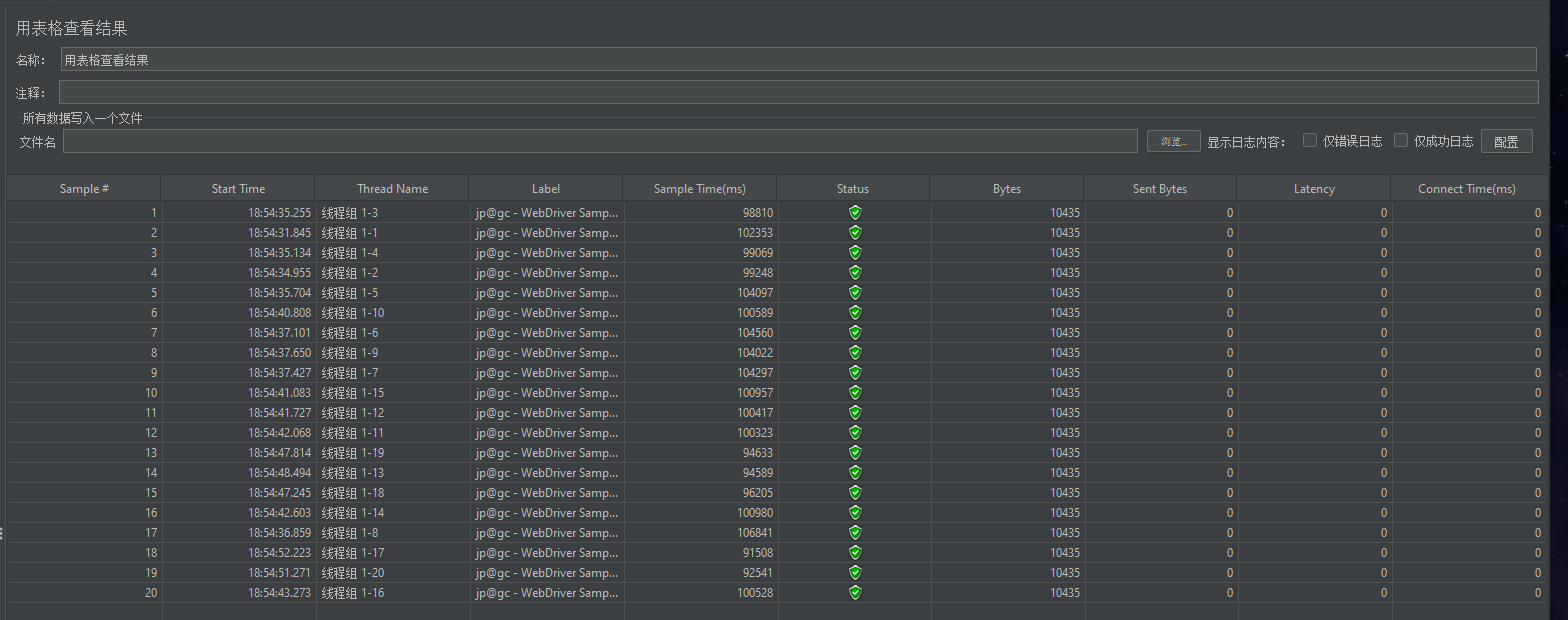 用表格查看结果
名称： 用表格查看结果
注释：
所有数据写入一个文件
文件名 浏览... 显示日志内容： 仅错误日志 仅成功日志 配置
Sample # Start Time Thread Name Label Sample Time(ms) Status Bytes Sent Bytes Latency Connect Time(ms)
1 18:54:35.255 线程组 1-3 jp@gc - WebDriver Samp... 98810 10435 0 0 0
2 18:54:31.845 线程组 1-1 jp@gc - WebDriver Samp... 102353 10435 0 0 0
3 18:54:35.134 线程组 1-4 jp@gc - WebDriver Samp... 99069 10435 0 0 0
4 18:54:34.955 线程组 1-2 jp@gc - WebDriver Samp... 99248 10435 0 0 0
5 18:54:35.704 线程组 1-5 jp@gc - WebDriver Samp... 104097 10435 0 0 0
6 18:54:40.808 线程组 1-10 jp@gc - WebDriver Samp... 100589 10435 0 0 0
7 18:54:37.101 线程组 1-6 jp@gc - WebDriver Samp... 104560 10435 0 0 0
8 18:54:37.650 线程组 1-9 jp@gc - WebDriver Samp... 104022 10435 0 0 0
9 18:54:37.427 线程组 1-7 jp@gc - WebDriver Samp... 104297 10435 0 0 0
10 18:54:41.083 线程组 1-15 jp@gc - WebDriver Samp... 100957 10435 0 0 0
11 18:54:41.727 线程组 1-12 jp@gc - WebDriver Samp... 100417 10435 0 0 0
12 18:54:42.068 线程组 1-11 jp@gc - WebDriver Samp... 100323 10435 0 0 0
13 18:54:47.814 线程组 1-19 jp@gc - WebDriver Samp... 94633 10435 0 0 0
14 18:54:48.494 线程组 1-13 jp@gc - WebDriver Samp... 94589 10435 0 0 0
15 18:54:47.245 线程组 1-18 jp@gc - WebDriver Samp... 96205 10435 0 0 0
16 18:54:42.603 线程组 1-14 jp@gc - WebDriver Samp... 100980 10435 0 0 0
17 18:54:36.859 线程组 1-8 jp@gc - WebDriver Samp... 106841 10435 0 0 0
18 18:54:52.223 线程组 1-17 jp@gc - WebDriver Samp... 91508 10435 0 0 0
19 18:54:51.271 线程组 1-20 jp@gc - WebDriver Samp... 92541 10435 0 0 0
20 18:54:43.273 线程组 1-16 jp@gc - WebDriver Samp... 100528 10435 0 0 0